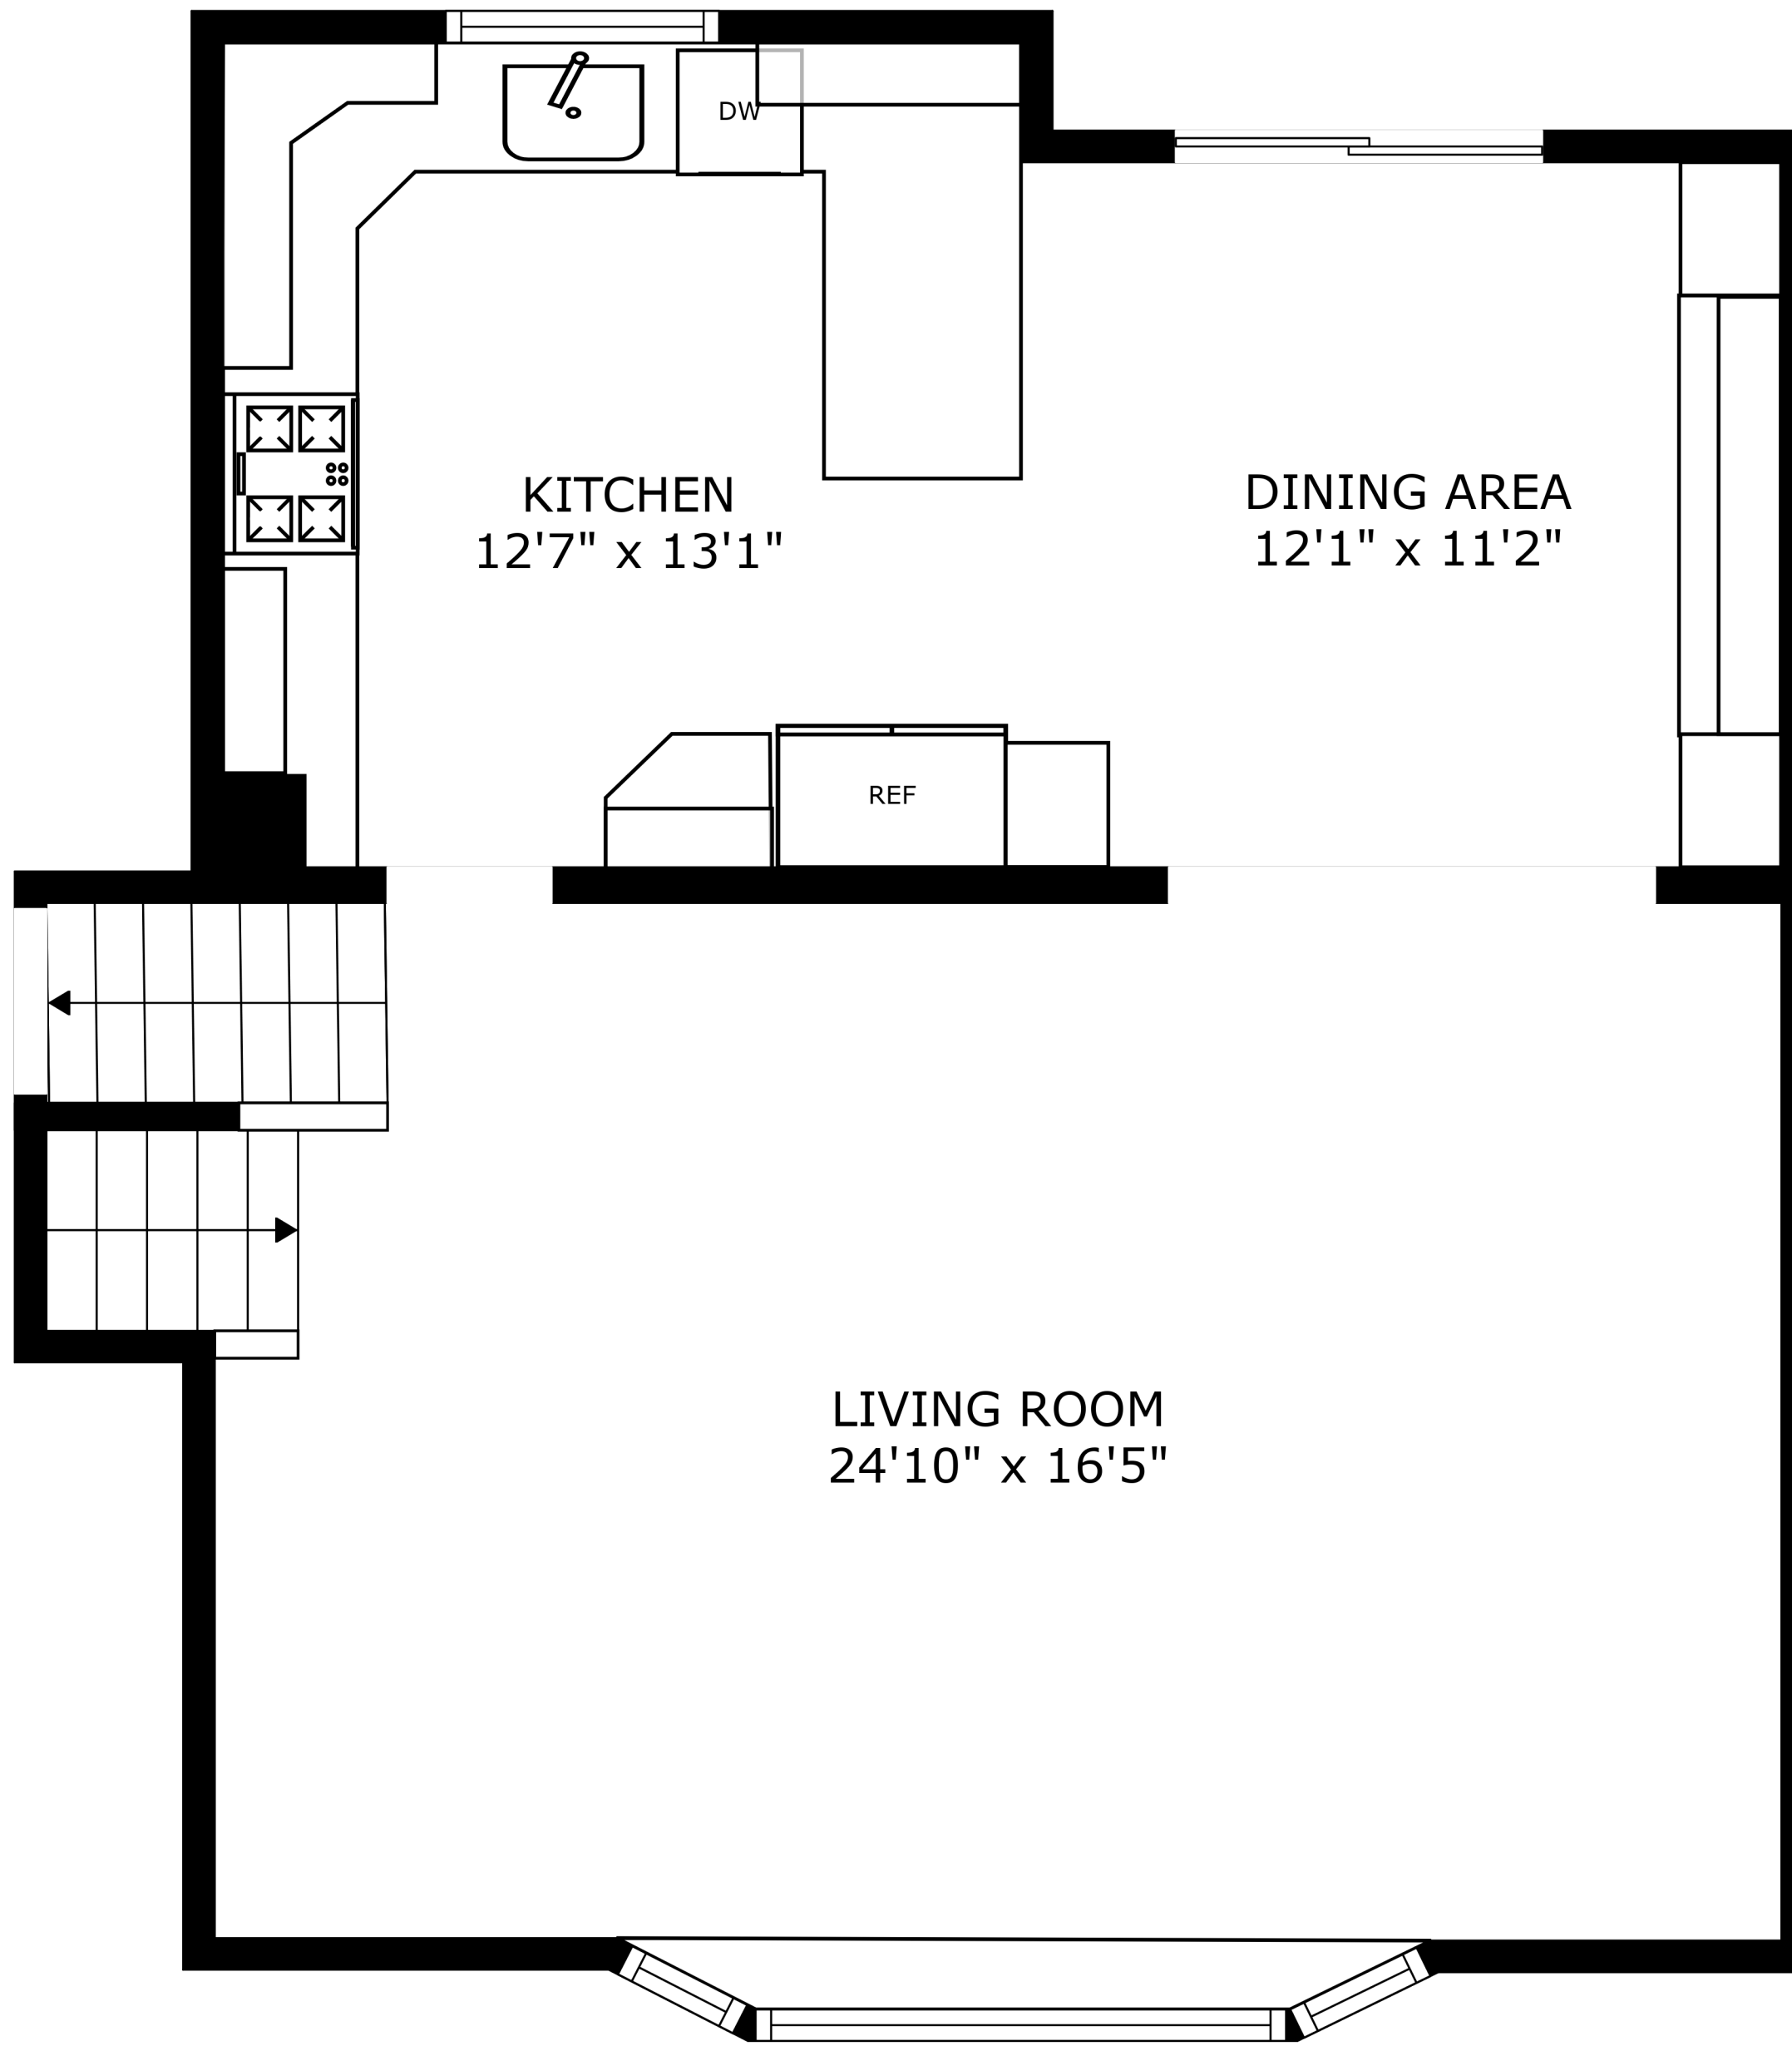 DW
KITCHEN
12'7" x 13'1"
DINING AREA
12'1" x 11'2"
REF
LIVING ROOM
24'10" x 16'5"